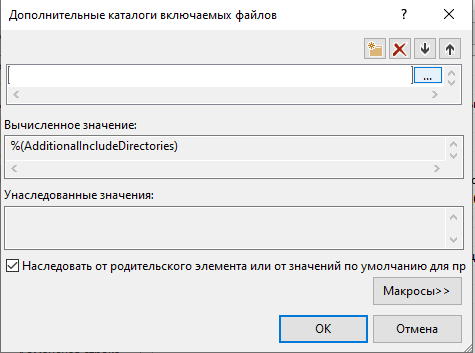 Дополнительные каталоги включаемых файлов
?
...
Вычисленное значение:
%(AdditionalIncludeDirectories)
Унаследованные значения:
Наследовать от родительского элемента или от значений по умолчанию для пр
Макросы>>
OK
Отмена